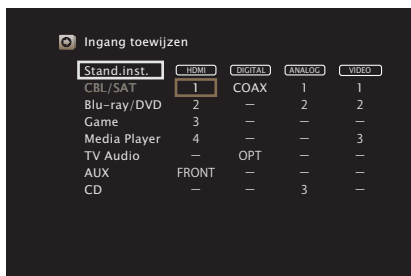 Ingang toewijzen
Stand.inst. HDMI DIGITAL ANALOG VIDEO
CBL/SAT 1 COAX 1 1
Blu-ray/DVD 2 – 2 2
Game 3 – – –
Media Player 4 – – 3
TV Audio – OPT – –
AUX FRONT – – –
CD – – 3 –